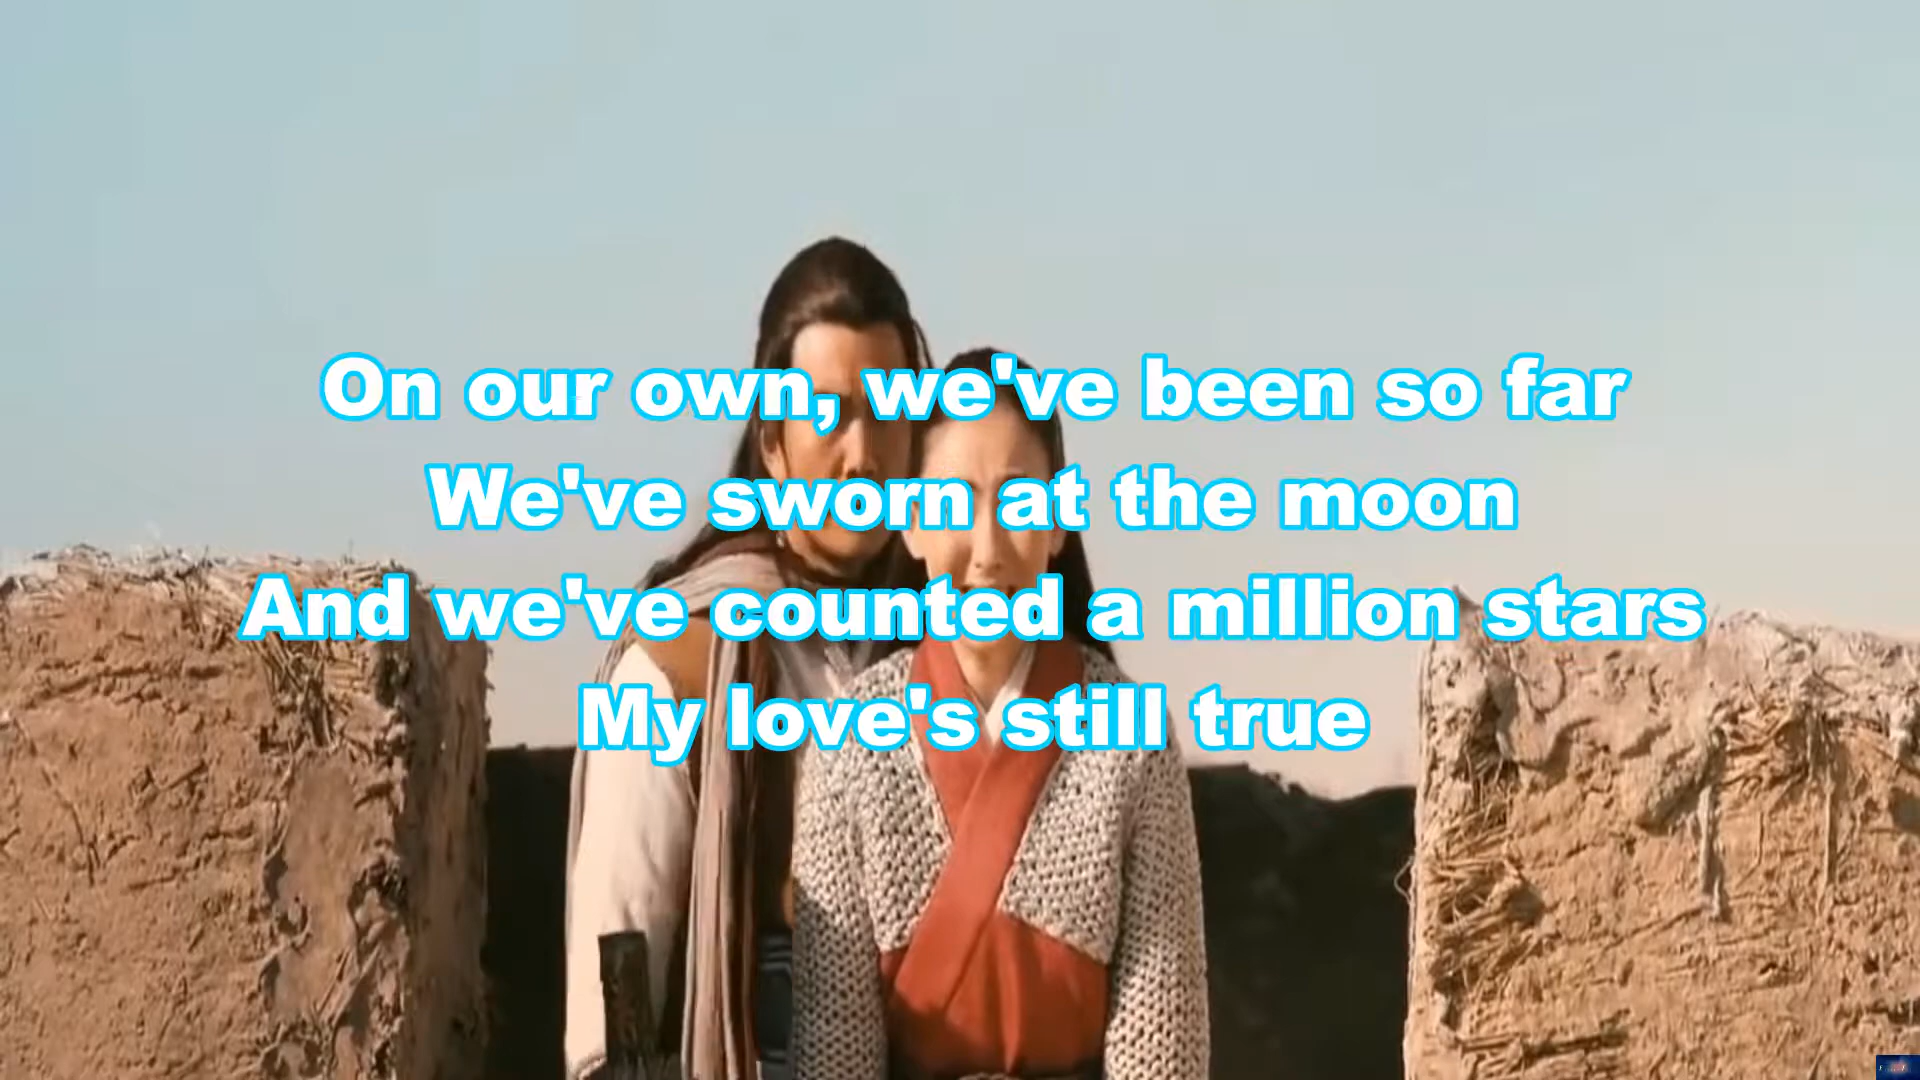 On our own, we've been so far
We've sworn at the moon
And we've counted a million stars
My love's still true